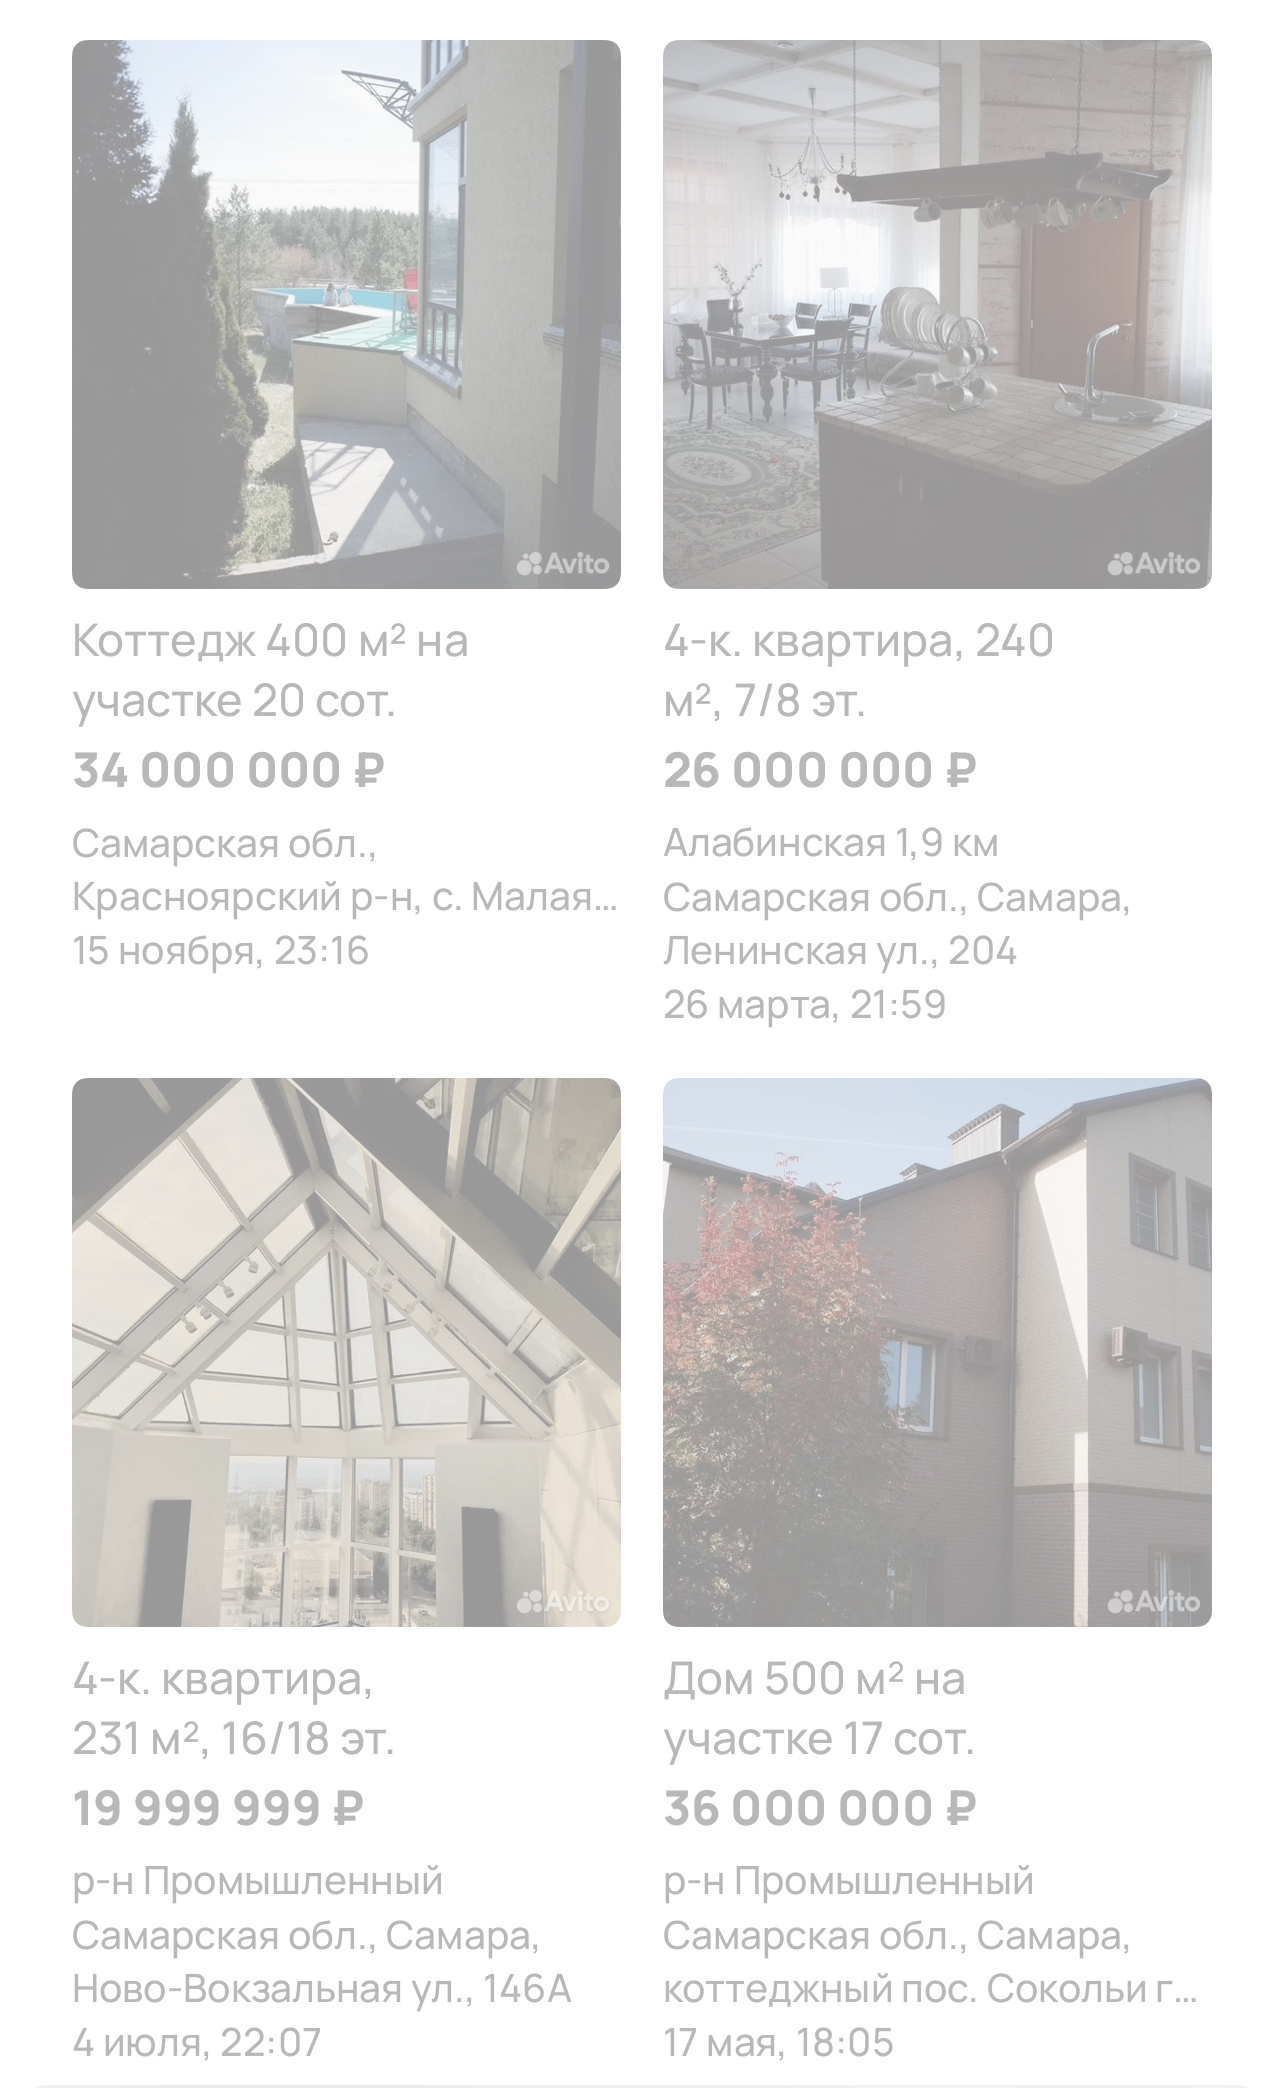 Avito
Avito
Коттедж 400 м² на
участке 20 сот.
34 000 000 ₽
Самарская обл.,
Красноярский р-н, с. Малая...
15 ноября, 23:16
4-к. квартира, 240
м², 7/8 эт.
26 000 000 ₽
Алабинская 1,9 км
Самарская обл., Самара,
Ленинская ул., 204
26 марта, 21:59
Avito
Avito
4-к. квартира,
231 м², 16/18 эт.
19 999 999 ₽
р-н Промышленный
Самарская обл., Самара,
Ново-Вокзальная ул., 146А
4 июля, 22:07
Дом 500 м² на
участке 17 сот.
36 000 000 ₽
р-н Промышленный
Самарская обл., Самара,
коттеджный пос. Сокольи г...
17 мая, 18:05